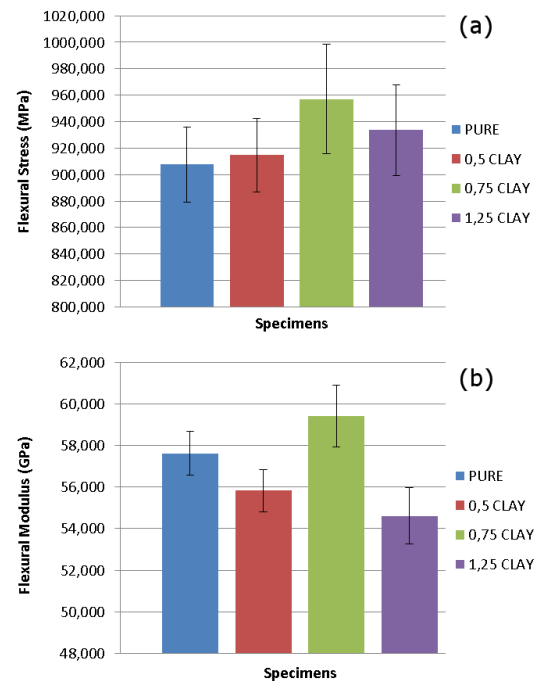 (a)
Flexural Stress (MPa)
1020,000
1000,000
980,000
960,000
940,000
920,000
900,000
880,000
860,000
840,000
820,000
800,000
Specimens
PURE
0,5 CLAY
0,75 CLAY
1,25 CLAY
(b)
Flexural Modulus (GPa)
62,000
60,000
58,000
56,000
54,000
52,000
50,000
48,000
Specimens
PURE
0,5 CLAY
0,75 CLAY
1,25 CLAY